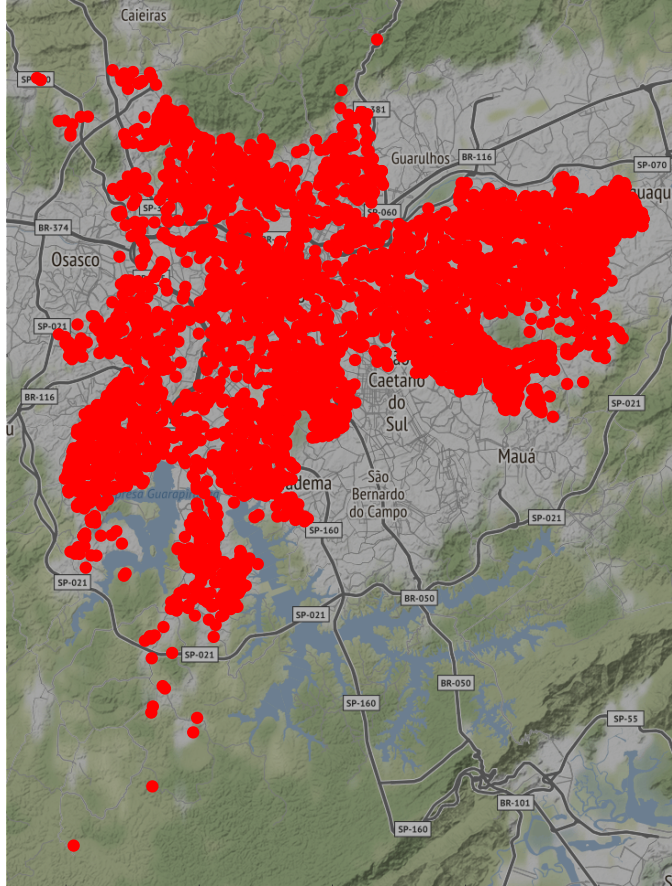 Caieiras
BR-116
SP-070
Guarulhos
SP-060
BR-374
Osasco
SP-021
Caetano
do
Sul
BR-116
SP-021
Mauá
São
Bernardo
do Campo
SP-160
SP-021
SP-021
BR-050
SP-021
SP-021
BR-050
SP-160
SP-55
BR-101
SP-160